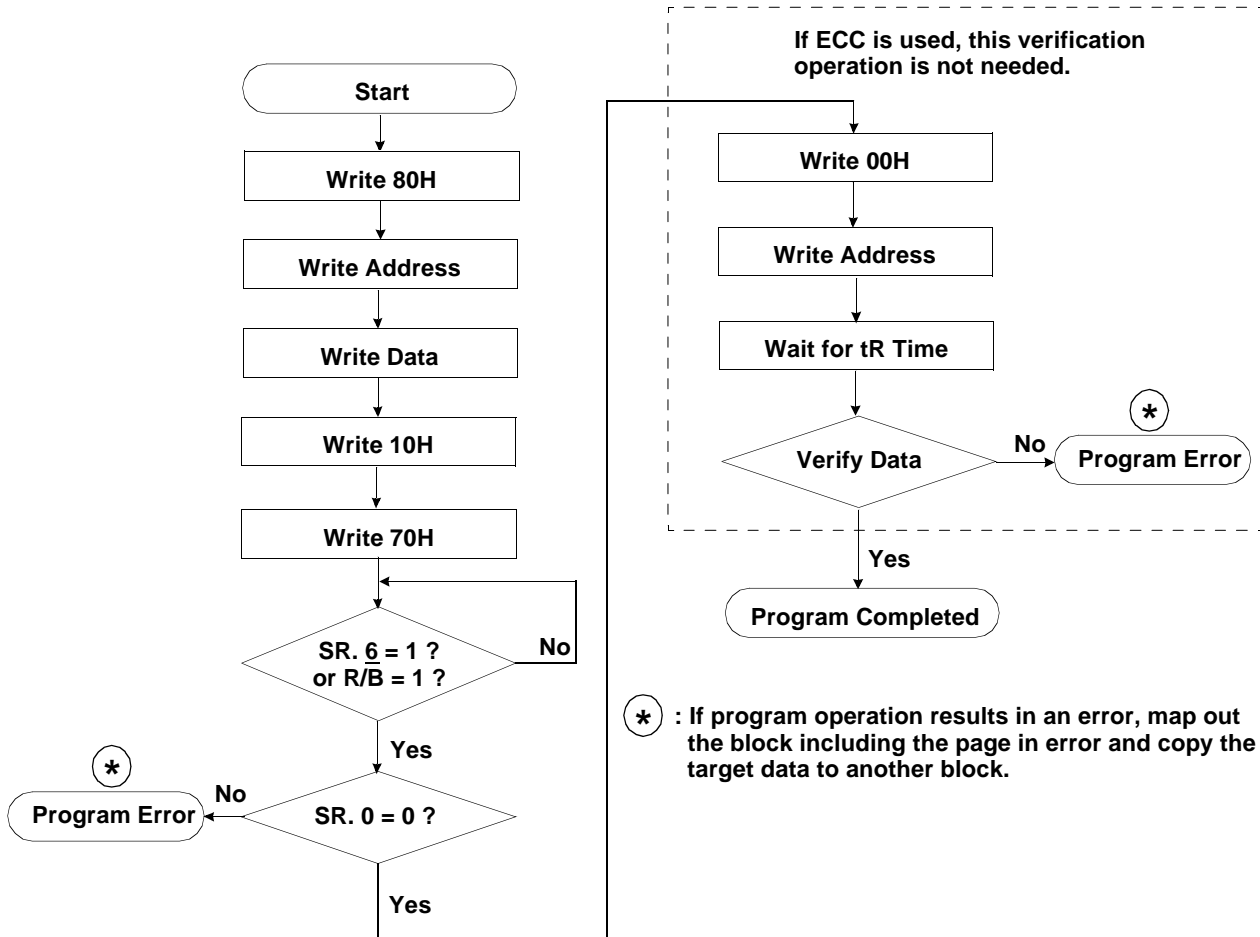 Start
Write 80H
Write Address
Write Data
Write 10H
Write 70H
SR. 6 = 1 ?
or R/B = 1 ?
No
Yes
*
Program Error
No
SR. 0 = 0 ?
Yes
If ECC is used, this verification
operation is not needed.
Write 00H
Write Address
Wait for tR Time
Verify Data
No
*
Program Error
Yes
Program Completed
* : If program operation results in an error, map out
the block including the page in error and copy the
target data to another block.